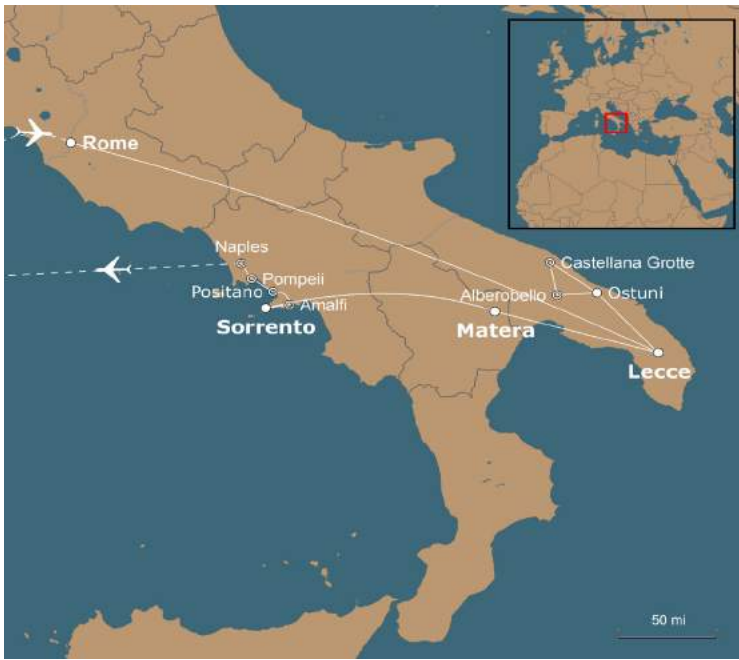 Rome
Naples
Pompeii
Positano
Amalfi
Sorrento
Castellana Grotte
Alberobello
Ostuni
Matera
Lecce
50 mi